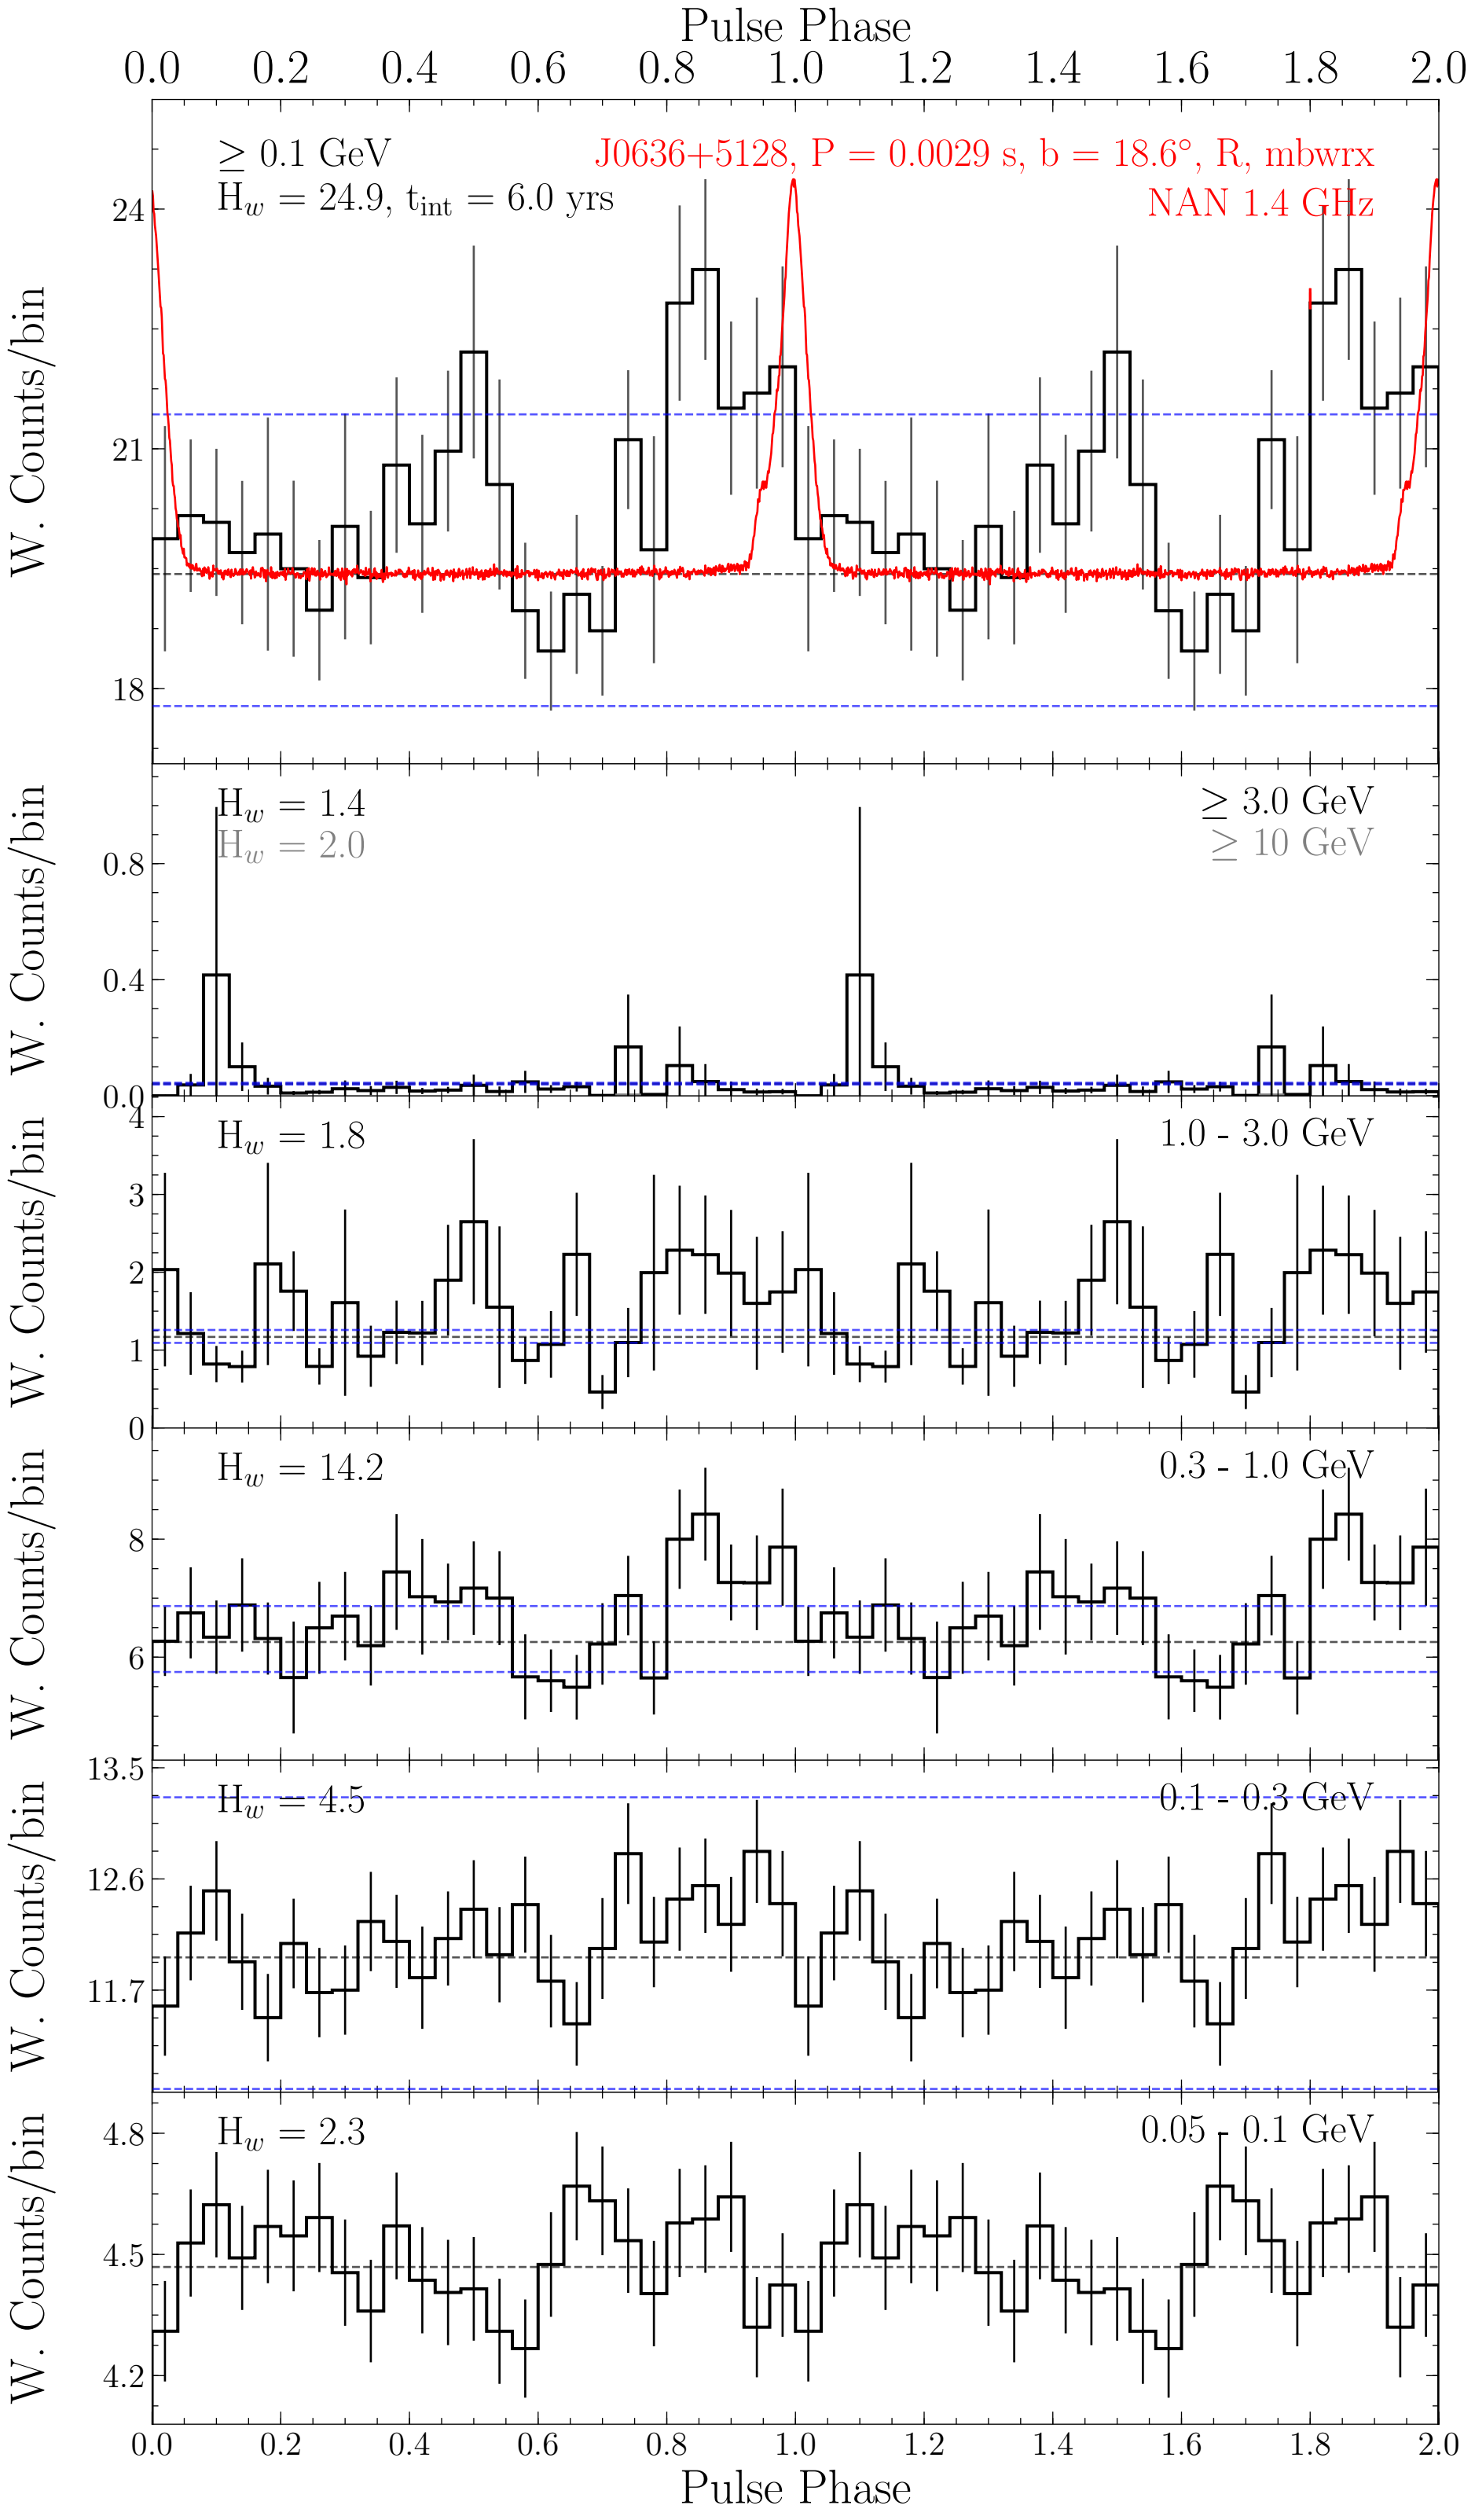 Pulse Phase
0.0 0.2 0.4 0.6 0.8 1.0 1.2 1.4 1.6 1.8 2.0
≥ 0.1 GeV
H_w = 24.9, t_int = 6.0 yrs
J0636+5128, P = 0.0029 s, b = 18.6°, R, mbwrx
NAN 1.4 GHz
W. Counts/bin
24
21
18
H_w = 1.4
H_w = 2.0
≥ 3.0 GeV
≥ 10 GeV
W. Counts/bin
0.8
0.4
0.0
H_w = 1.8
1.0 - 3.0 GeV
W. Counts/bin
4
3
2
1
0
H_w = 14.2
0.3 - 1.0 GeV
W. Counts/bin
8
6
H_w = 4.5
0.1 - 0.3 GeV
W. Counts/bin
13.5
12.6
11.7
H_w = 2.3
0.05 - 0.1 GeV
W. Counts/bin
4.8
4.5
4.2
0.0 0.2 0.4 0.6 0.8 1.0 1.2 1.4 1.6 1.8 2.0
Pulse Phase